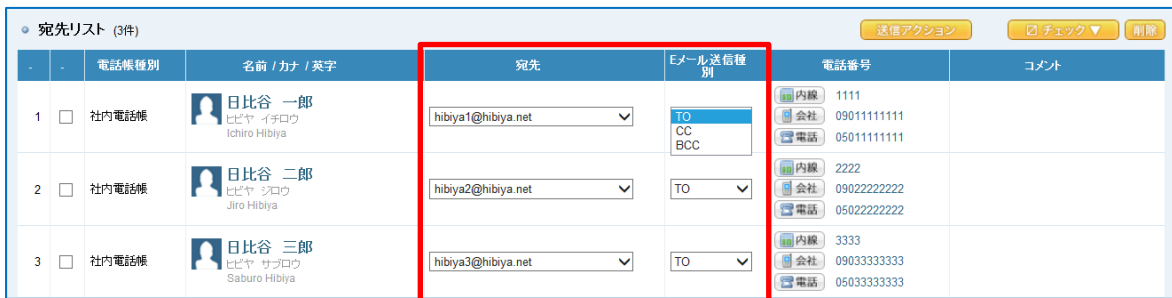 宛先リスト (3件)
送信アクション
チェック▼
削除
- - 電話帳種別 名前 / カナ / 英字 宛先 Eメール送信種別 電話番号 コメント
1 社内電話帳
日比谷 一郎
ヒビヤ イチロウ
Ichiro Hibiya
hibiya1@hibiya.net
TO
CC
BCC
内線 1111
会社 09011111111
電話 05011111111
2 社内電話帳
日比谷 二郎
ヒビヤ ジロウ
Jiro Hibiya
hibiya2@hibiya.net
TO
内線 2222
会社 09022222222
電話 05022222222
3 社内電話帳
日比谷 三郎
ヒビヤ サブロウ
Saburo Hibiya
hibiya3@hibiya.net
TO
内線 3333
会社 09033333333
電話 05033333333